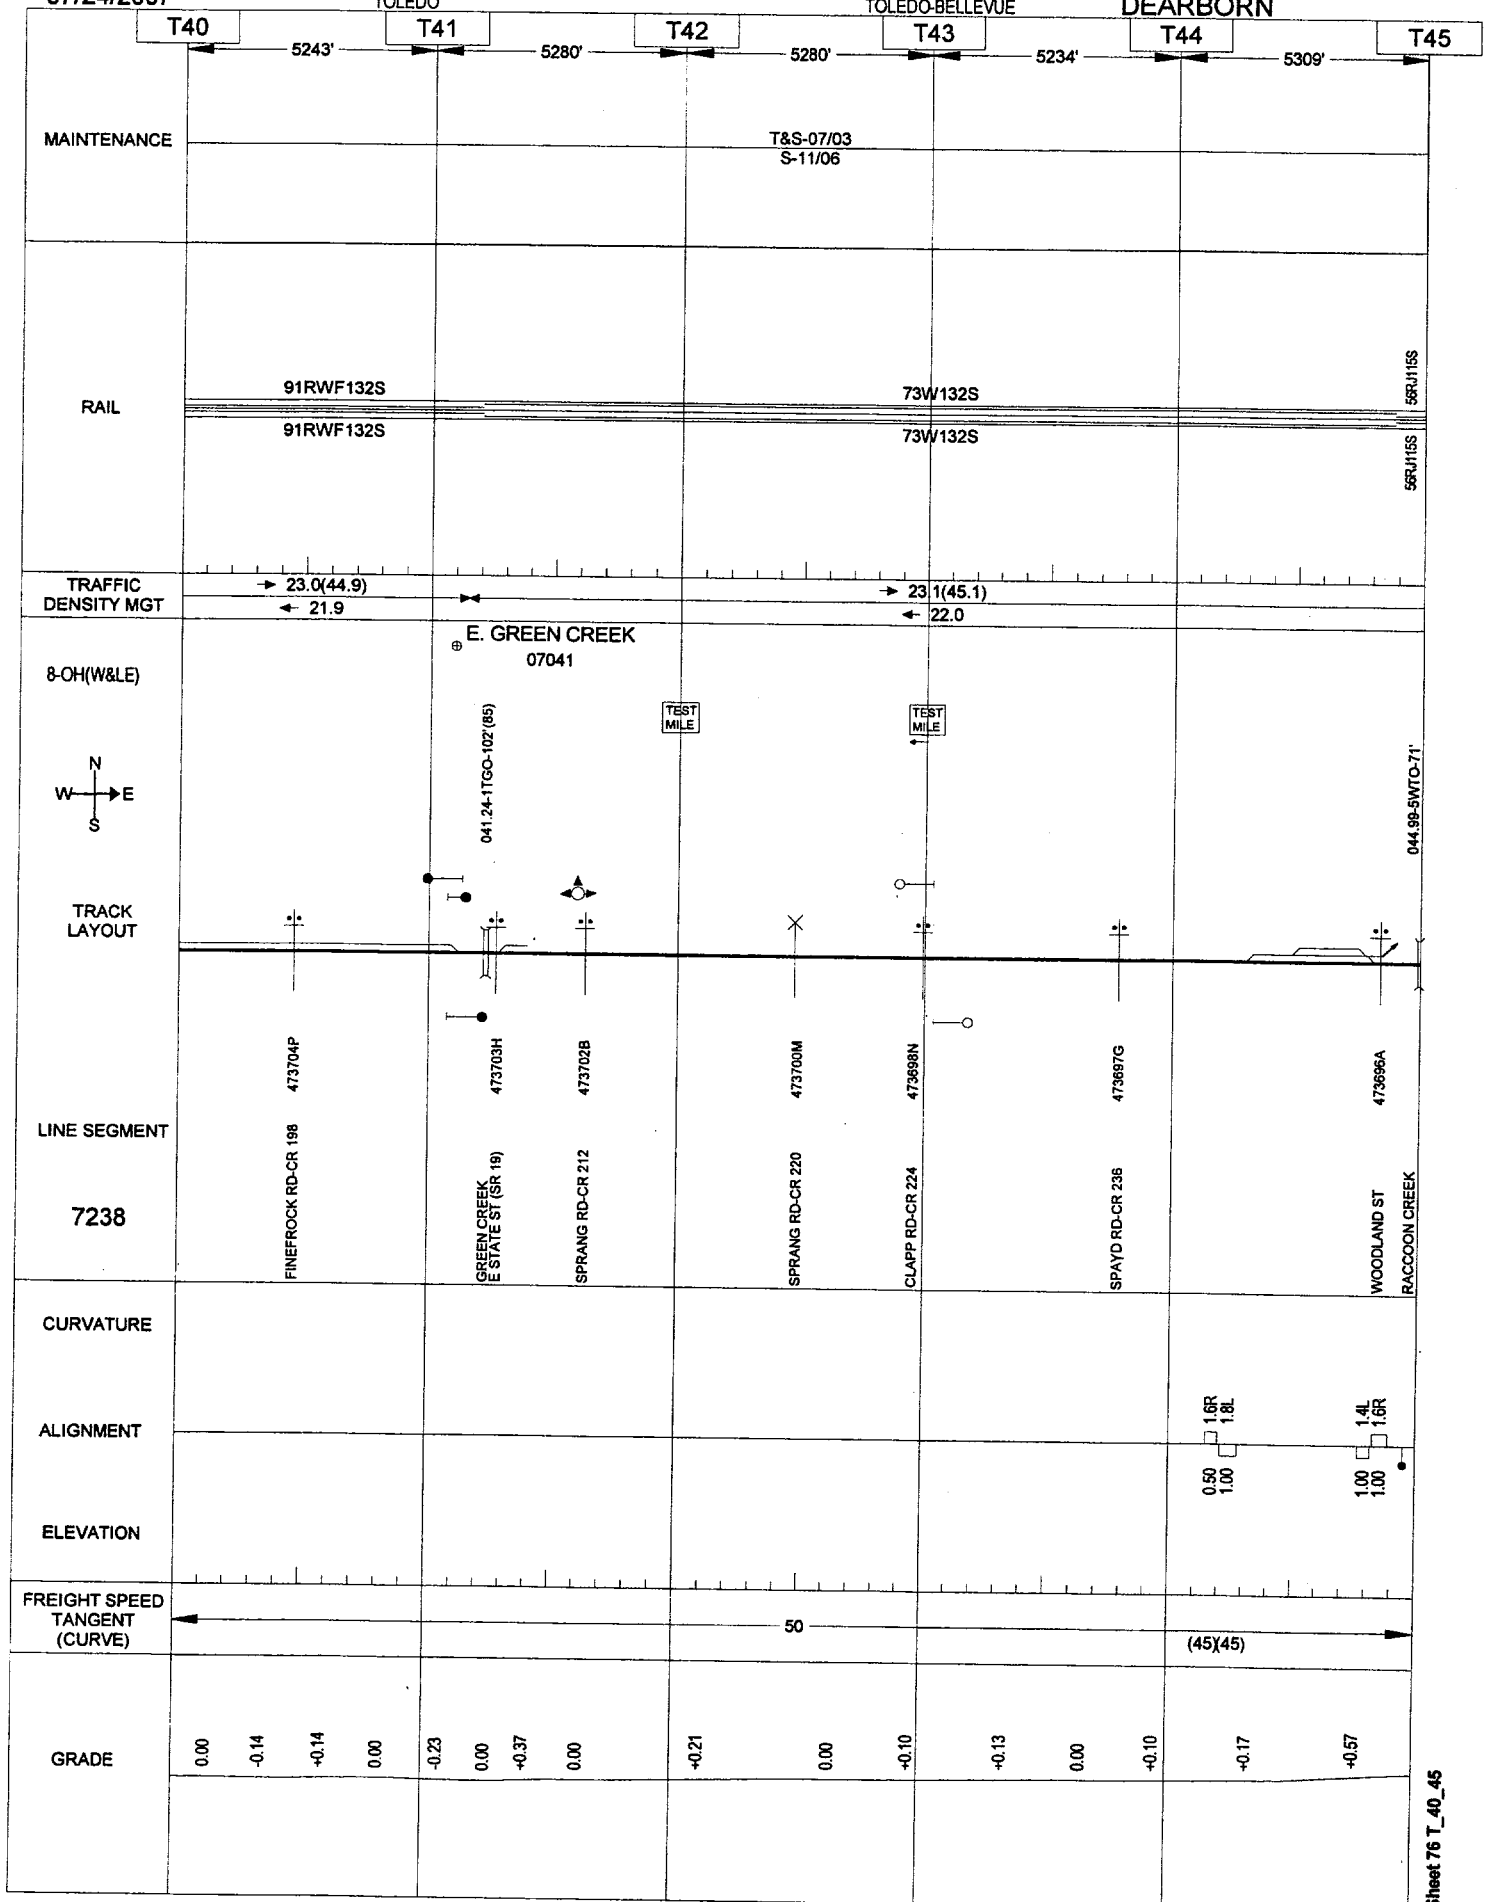 TOLEDO
TOLEDO-BELLEVUE
DEARBORN
T40
T41
T42
T43
T44
T45
5243'
5280'
5280'
5234'
5309'
MAINTENANCE
T&S-07/03
S-11/06
RAIL
91RWF132S
73W132S
56RJ115S
91RWF132S
73W132S
56RJ115S
TRAFFIC
DENSITY MGT
23.0(44.9)
21.9
23.1(45.1)
22.0
E. GREEN CREEK
07041
8-OH(W&LE)
TEST
MILE
TEST
MILE
041.24-1TGO-102'(85)
044.99-5WTO-71'
N
W
E
S
TRACK
LAYOUT
473704P
473703H
473702B
473700M
473698N
473697G
473696A
LINE SEGMENT
7238
FINEFROCK RD-CR 198
GREEN CREEK
E STATE ST (SR 19)
SPRANG RD-CR 212
SPRANG RD-CR 220
CLAPP RD-CR 224
SPAYD RD-CR 236
WOODLAND ST
RACCOON CREEK
CURVATURE
ALIGNMENT
1.6R
1.8L
1.4L
1.6R
0.50
1.00
1.00
1.00
ELEVATION
FREIGHT SPEED
TANGENT
(CURVE)
50
(45)(45)
GRADE
0.00
-0.14
+0.14
0.00
-0.23
0.00
+0.37
0.00
+0.21
0.00
+0.10
+0.13
0.00
+0.10
+0.17
+0.57
Sheet 76 T_40_45